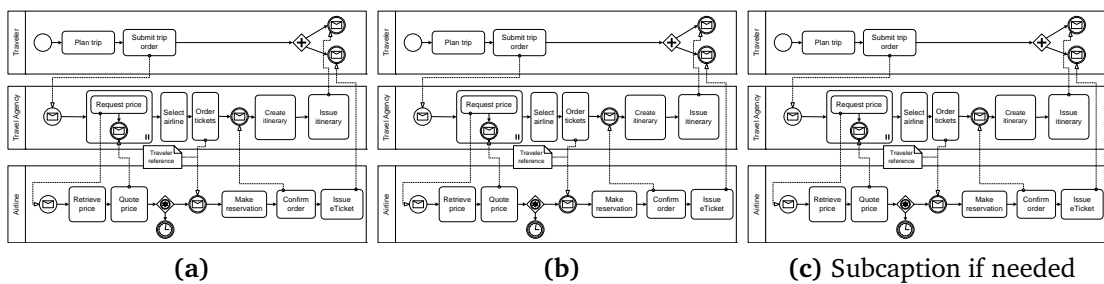 Traveler
Plan trip
Submit trip
order
Travel Agency
Request price
Select
airline
Order
tickets
Create
itinerary
Issue
itinerary
Traveler
reference
Airline
Retrieve
price
Quote
price
Make
reservation
Confirm
order
Issue
eTicket
(a)
Traveler
Plan trip
Submit trip
order
Travel Agency
Request price
Select
airline
Order
tickets
Create
itinerary
Issue
itinerary
Traveler
reference
Airline
Retrieve
price
Quote
price
Make
reservation
Confirm
order
Issue
eTicket
(b)
Traveler
Plan trip
Submit trip
order
Travel Agency
Request price
Select
airline
Order
tickets
Create
itinerary
Issue
itinerary
Traveler
reference
Airline
Retrieve
price
Quote
price
Make
reservation
Confirm
order
Issue
eTicket
(c) Subcaption if needed